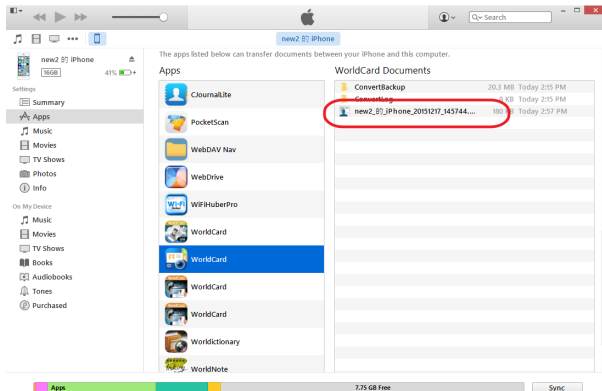 Search
new2 的 iPhone
new2 的 iPhone
16GB
41%
Settings
Summary
Apps
Music
Movies
TV Shows
Photos
Info
On My Device
Music
Movies
TV Shows
Books
Audiobooks
Tones
Purchased
The apps listed below can transfer documents between your iPhone and this computer.
Apps
CJournalLite
PocketScan
WebDAV Nav
WebDrive
WiFi
WiFiHuberPro
WorldCard
WorldCard
WorldCard
WorldCard
Worldictionary
WorldNote
WorldCard Documents
ConvertBackup 20.3 MB Today 2:15 PM
ConvertLog KB Today 2:15 PM
new2_的_iPhone_20151217_145744.... 180 KB Today 2:57 PM
Apps 7.75 GB Free Sync